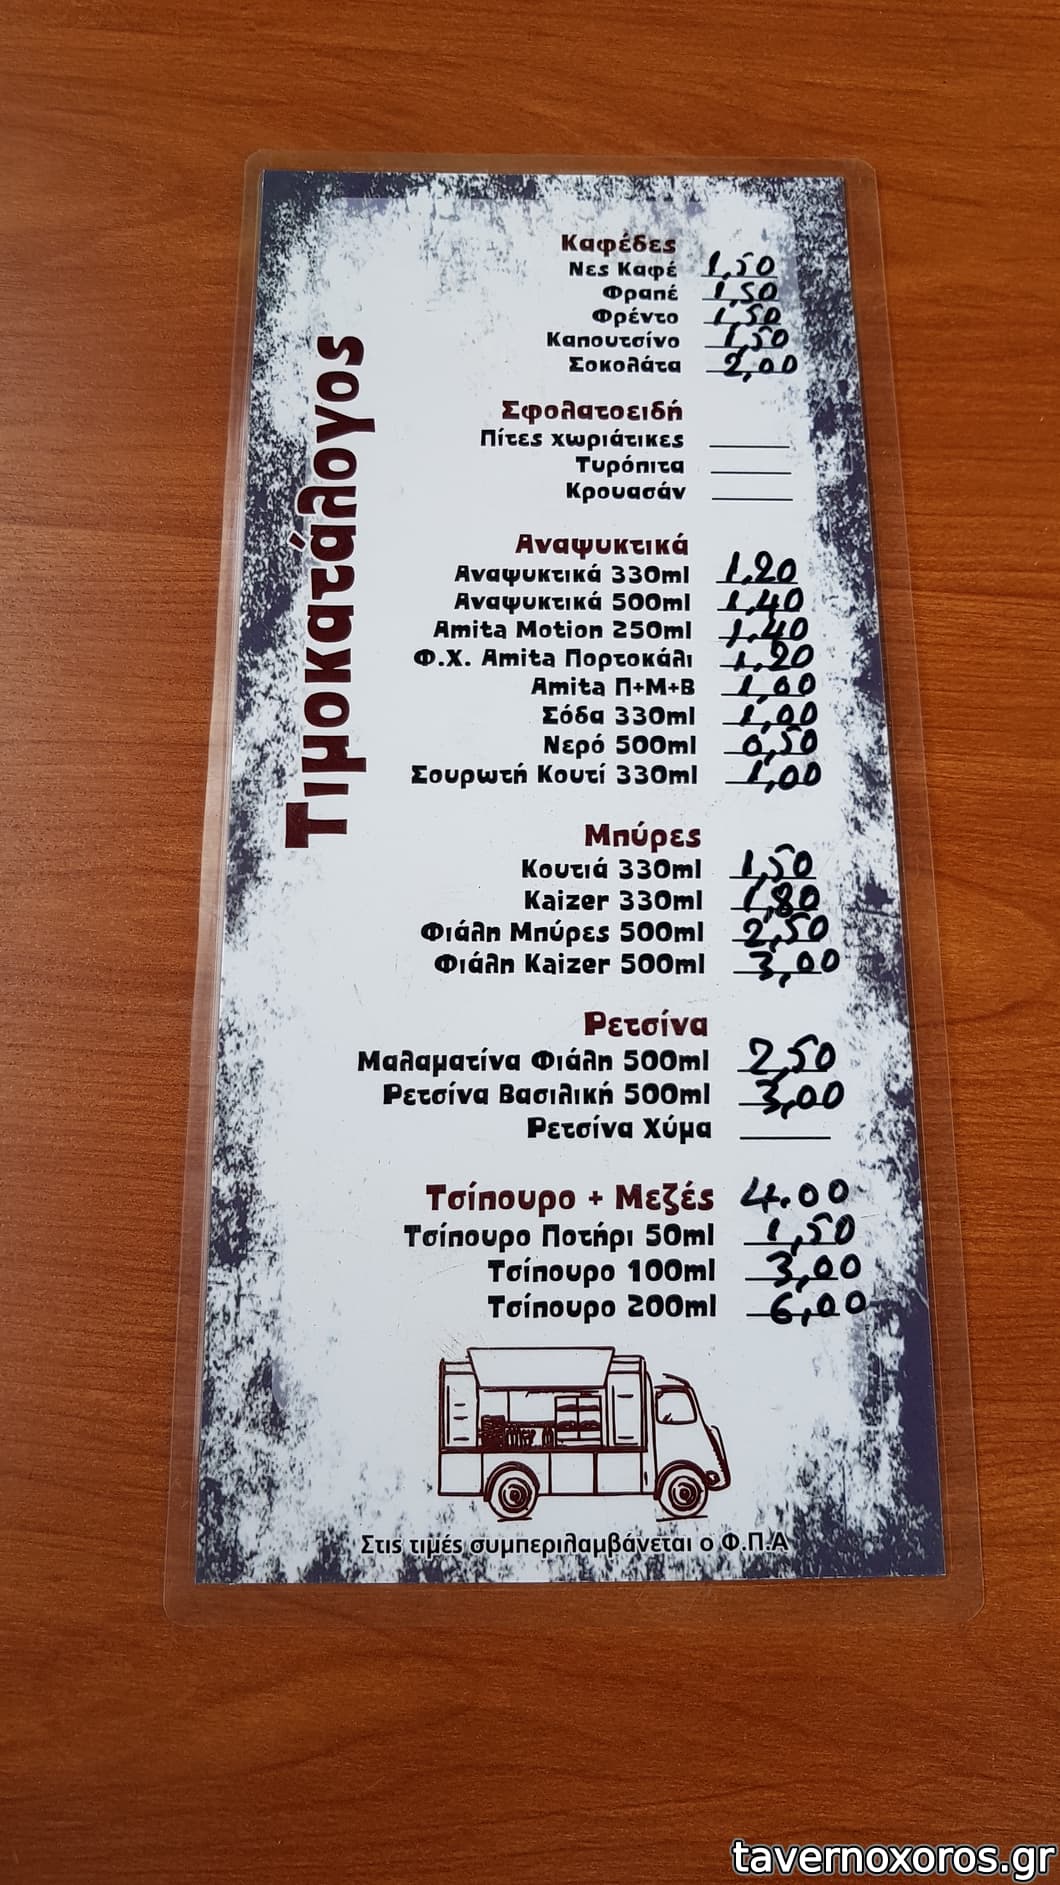 Τιμοκατάλογος
Καφέδες
Νες Καφέ 1,50
Φραπέ 1,50
Φρέντο 1,50
Καπουτσίνο 1,50
Σοκολάτα 2,00
Σφολατοειδή
Πίτες χωριάτικες
Τυρόπιτα
Κρουασάν
Αναψυκτικά
Αναψυκτικά 330ml 1,20
Αναψυκτικά 500ml 1,40
Amita Motion 250ml 1.40
Φ.Χ. Amita Πορτοκάλι 1,20
Amita Π+Μ+Β 1,00
Σόδα 330ml 1,00
Νερό 500ml 0,50
Σουρωτή Κουτί 330ml 1,00
Μπύρες
Κουτιά 330ml 1,50
Kaizer 330ml 1,80
Φιάλη Μπύρες 500ml 2,50
Φιάλη Kaizer 500ml 3,00
Ρετσίνα
Μαλαματίνα Φιάλη 500ml 2,50
Ρετσίνα Βασιλική 500ml 3,00
Ρετσίνα Χύμα
Τσίπουρο + Μεζές 4.00
Τσίπουρο Ποτήρι 50ml 1,50
Τσίπουρο 100ml 3,00
Τσίπουρο 200ml 6,00
Στις τιμές συμπεριλαμβάνεται ο Φ.Π.Α
tavernoxoros.gr